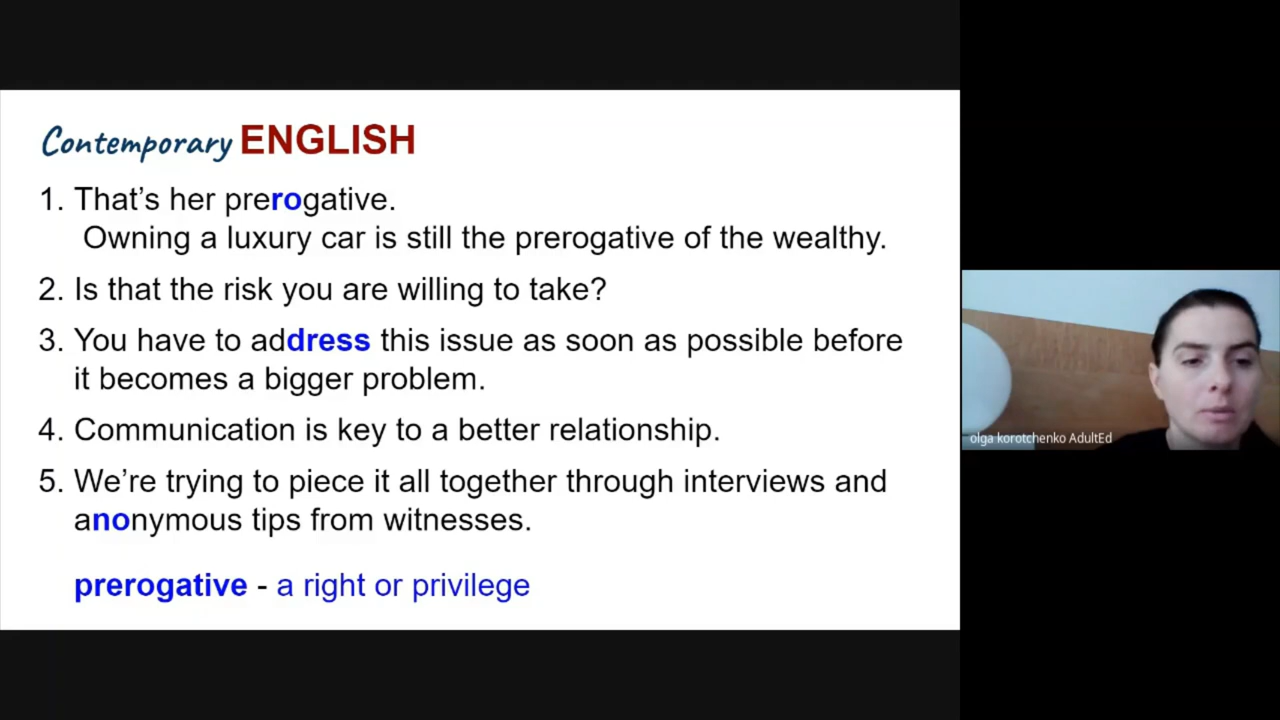 Contemporary ENGLISH
1. That’s her prerogative.
Owning a luxury car is still the prerogative of the wealthy.
2. Is that the risk you are willing to take?
3. You have to address this issue as soon as possible before
it becomes a bigger problem.
4. Communication is key to a better relationship.
5. We’re trying to piece it all together through interviews and
anonymous tips from witnesses.
prerogative - a right or privilege
olga korotchenko AdultEd